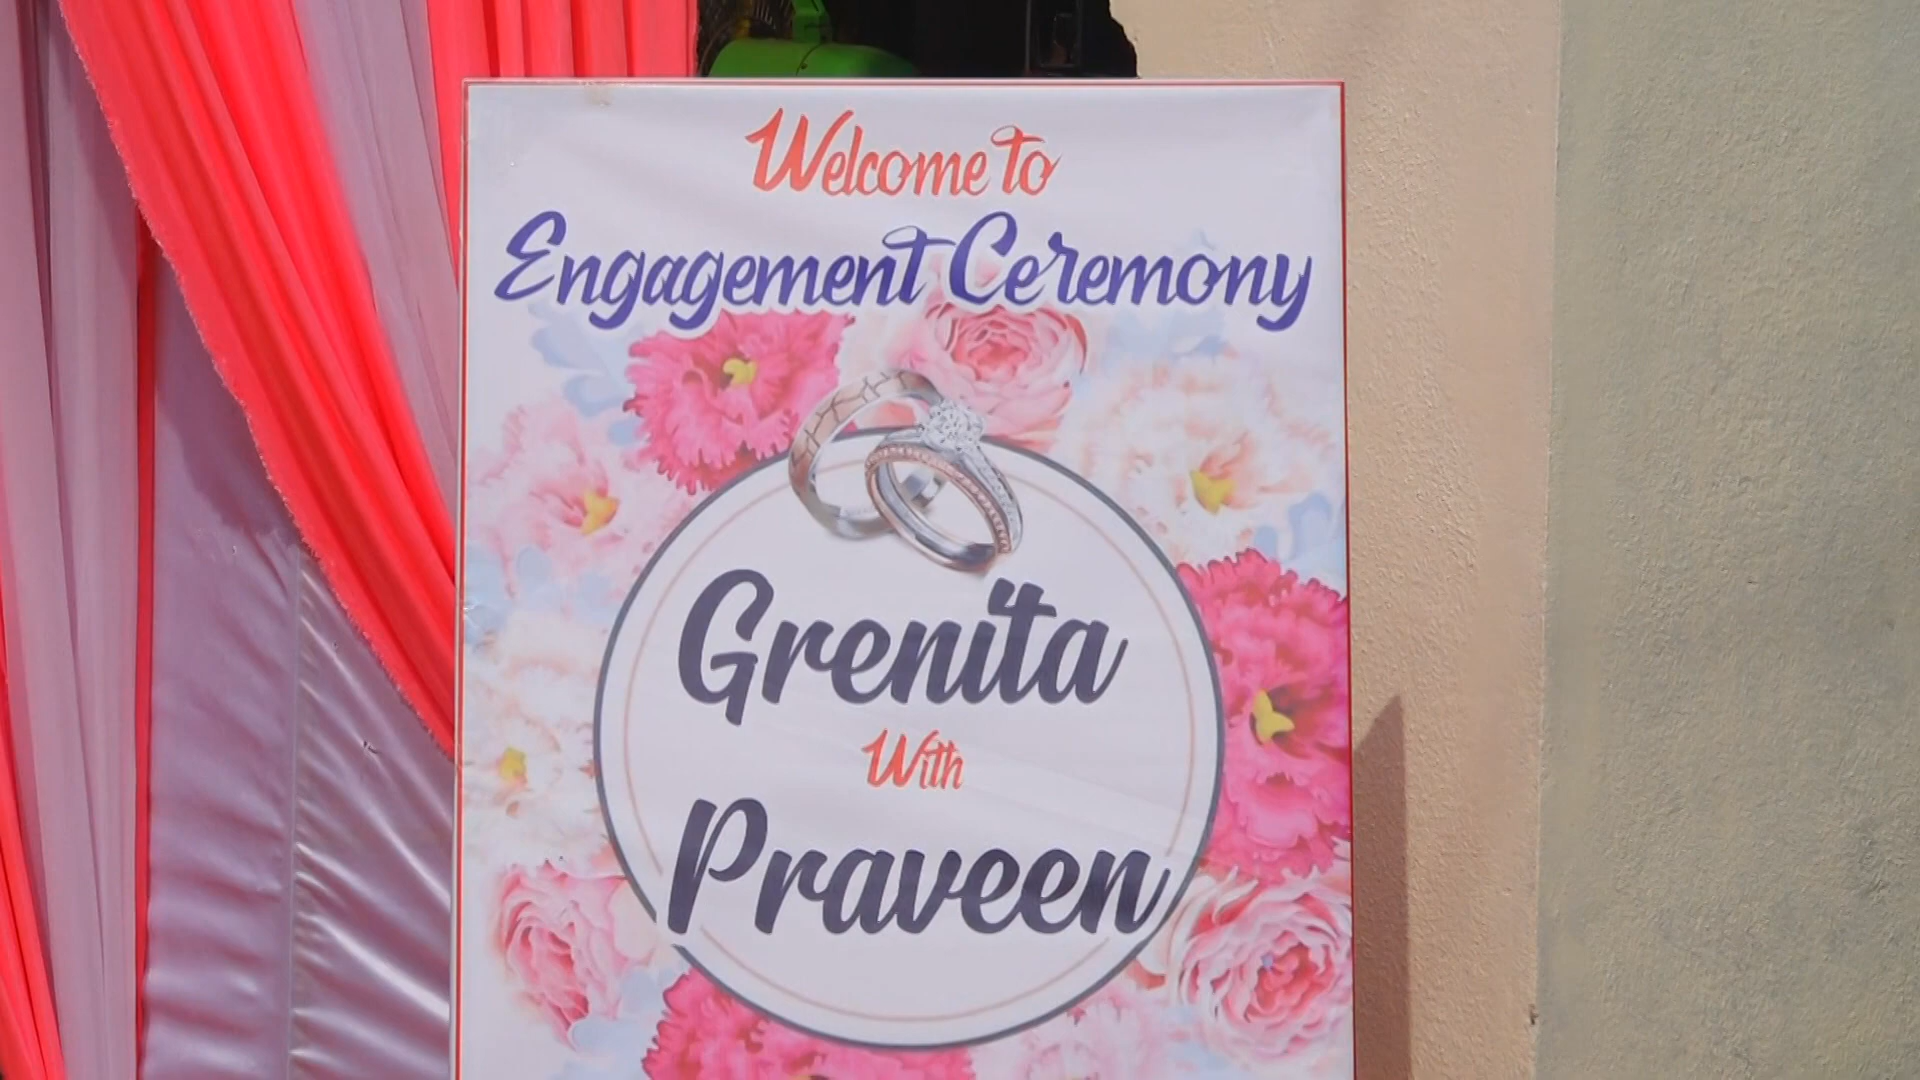 Welcome to
Engagement Ceremony
Grenita
With
Praveen